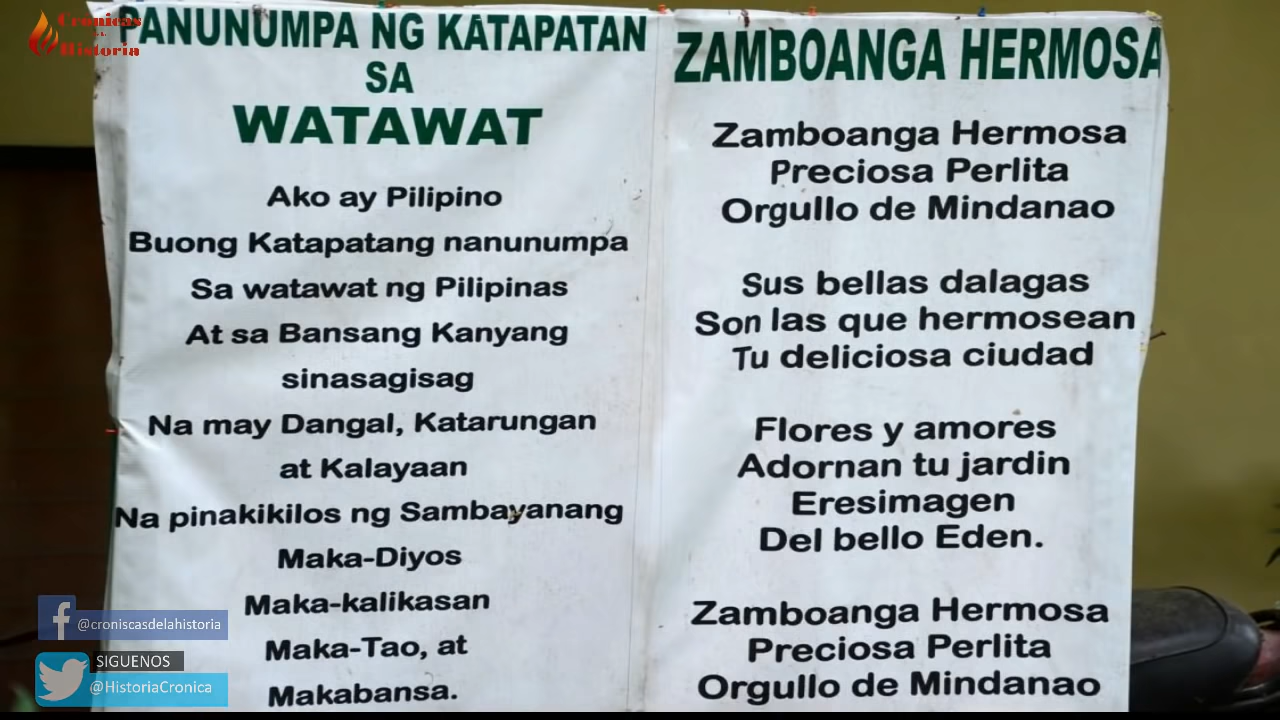 Cronicas
de la
Historia
PANUNUMPA NG KATAPATAN
SA
WATAWAT
Ako ay Pilipino
Buong Katapatang nanunumpa
Sa watawat ng Pilipinas
At sa Bansang Kanyang
sinasagisag
Na may Dangal, Katarungan
at Kalayaan
Na pinakikilos ng Sambayanang
Maka-Diyos
Maka-kalikasan
Maka-Tao, at
Makabansa.
ZAMBOANGA HERMOSA
Zamboanga Hermosa
Preciosa Perlita
Orgullo de Mindanao
Sus bellas dalagas
Son las que hermosean
Tu deliciosa ciudad
Flores y amores
Adornan tu jardin
Eresimagen
Del bello Eden.
Zamboanga Hermosa
Preciosa Perlita
Orgullo de Mindanao
@croniscasdelahistoria
SIGUENOS
@HistoriaCronica